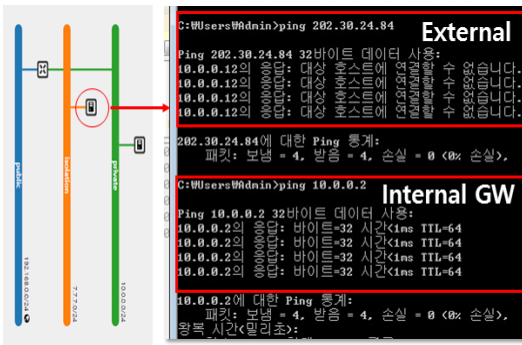 public
192.168.0.0/24
isolation
7.7.7.0/24
private
10.0.0.0/24
External
C:₩Users₩Admin>ping 202.30.24.84
Ping 202.30.24.84 32바이트 데이터 사용:
10.0.0.12의 응답: 대상 호스트에 연결할 수 없습니다.
10.0.0.12의 응답: 대상 호스트에 연결할 수 없습니다.
10.0.0.12의 응답: 대상 호스트에 연결할 수 없습니다.
10.0.0.12의 응답: 대상 호스트에 연결할 수 없습니다.
202.30.24.84에 대한 Ping 통계:
패킷: 보냄 = 4, 받음 = 4, 손실 = 0 (0% 손실),
C:₩Users₩Admin>ping 10.0.0.2
Internal GW
Ping 10.0.0.2 32바이트 데이터 사용:
10.0.0.2의 응답: 바이트=32 시간<1ms TTL=64
10.0.0.2의 응답: 바이트=32 시간<1ms TTL=64
10.0.0.2의 응답: 바이트=32 시간<1ms TTL=64
10.0.0.2의 응답: 바이트=32 시간<1ms TTL=64
10.0.0.2에 대한 Ping 통계:
패킷: 보냄 = 4, 받음 = 4, 손실 = 0 (0% 손실),
왕복 시간(밀리초):